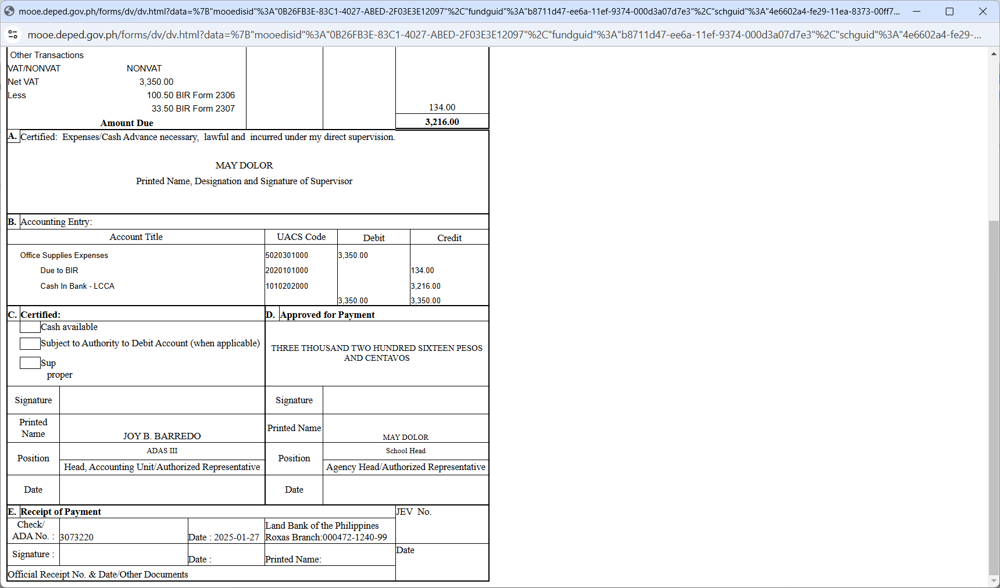 mooe.deped.gov.ph/forms/dv/dv.html?data=%7B"mooedisid"%3A"0B26FB3E-83C1-4027-ABED-2F03E3E12097"%2C"fundguid"%3A"b8711d47-ee6a-11ef-9374-000d3a07d7e3"%2C"schguid"%3A"4e6602a4-fe29-11ea-8373-00ff7...
mooe.deped.gov.ph/forms/dv/dv.html?data=%7B"mooedisid"%3A"0B26FB3E-83C1-4027-ABED-2F03E3E12097"%2C"fundguid"%3A"b8711d47-ee6a-11ef-9374-000d3a07d7e3"%2C"schguid"%3A"4e6602a4-fe29-...
Other Transactions
VAT/NONVAT NONVAT
Net VAT 3,350.00
Less 100.50 BIR Form 2306
33.50 BIR Form 2307 134.00
Amount Due 3,216.00
A. Certified: Expenses/Cash Advance necessary, lawful and incurred under my direct supervision.
MAY DOLOR
Printed Name, Designation and Signature of Supervisor
B. Accounting Entry:
Account Title UACS Code Debit Credit
Office Supplies Expenses 5020301000 3,350.00
Due to BIR 2020101000 134.00
Cash In Bank - LCCA 1010202000 3,216.00
3,350.00 3,350.00
C. Certified: D. Approved for Payment
Cash available
Subject to Authority to Debit Account (when applicable)
Sup
proper
THREE THOUSAND TWO HUNDRED SIXTEEN PESOS
AND CENTAVOS
Signature Signature
Printed
Name JOY B. BARREDO Printed Name MAY DOLOR
Position ADAS III Position School Head
Head, Accounting Unit/Authorized Representative Agency Head/Authorized Representative
Date Date
E. Receipt of Payment JEV No.
Check/
ADA No. : 3073220 Date : 2025-01-27
Land Bank of the Philippines
Roxas Branch:000472-1240-99
Signature : Date : Printed Name: Date
Official Receipt No. & Date/Other Documents